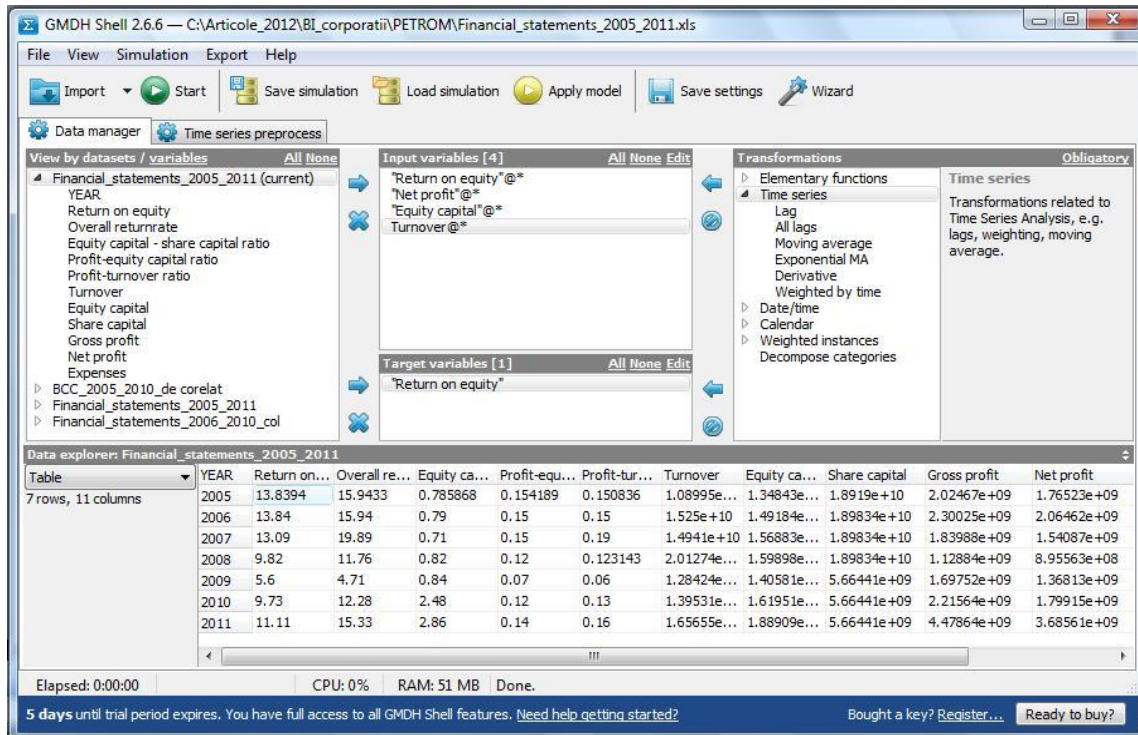 GMDH Shell 2.6.6 — C:\Articole_2012\BI_corporatii\PETROM\Financial_statements_2005_2011.xls
File View Simulation Export Help
Import Start Save simulation Load simulation Apply model Save settings Wizard
Data manager Time series preprocess
View by datasets / variables All None
Financial_statements_2005_2011 (current)
YEAR
Return on equity
Overall returnrate
Equity capital - share capital ratio
Profit-equity capital ratio
Profit-turnover ratio
Turnover
Equity capital
Share capital
Gross profit
Net profit
Expenses
BCC_2005_2010_de corelat
Financial_statements_2005_2011
Financial_statements_2006_2010_col
Input variables [4] All None Edit
"Return on equity"@*
"Net profit"@*
"Equity capital"@*
Turnover@*
Target variables [1] All None Edit
"Return on equity"
Transformations Obligatory
Elementary functions
Time series
Lag
All lags
Moving average
Exponential MA
Derivative
Weighted by time
Date/time
Calendar
Weighted instances
Decompose categories
Time series
Transformations related to
Time Series Analysis, e.g.
lags, weighting, moving
average.
Data explorer: Financial_statements_2005_2011
Table
7 rows, 11 columns
YEAR Return on... Overall re... Equity ca... Profit-equ... Profit-tur... Turnover Equity ca... Share capital Gross profit Net profit
2005 13.8394 15.9433 0.785868 0.154189 0.150836 1.08995e... 1.34843e... 1.8919e+10 2.02467e+09 1.76523e+09
2006 13.84 15.94 0.79 0.15 0.15 1.525e+10 1.49184e... 1.89834e+10 2.30025e+09 2.06462e+09
2007 13.09 19.89 0.71 0.15 0.19 1.4941e+10 1.56883e... 1.89834e+10 1.83988e+09 1.54087e+09
2008 9.82 11.76 0.82 0.12 0.123143 2.01274e... 1.59898e... 1.89834e+10 1.12884e+09 8.95563e+08
2009 5.6 4.71 0.84 0.07 0.06 1.28424e... 1.40581e... 5.66441e+09 1.69752e+09 1.36813e+09
2010 9.73 12.28 2.48 0.12 0.13 1.39531e... 1.61951e... 5.66441e+09 2.21564e+09 1.79915e+09
2011 11.11 15.33 2.86 0.14 0.16 1.65655e... 1.88909e... 5.66441e+09 4.47864e+09 3.68561e+09
Elapsed: 0:00:00 CPU: 0% RAM: 51 MB Done.
5 days until trial period expires. You have full access to all GMDH Shell features. Need help getting started? Bought a key? Register... Ready to buy?